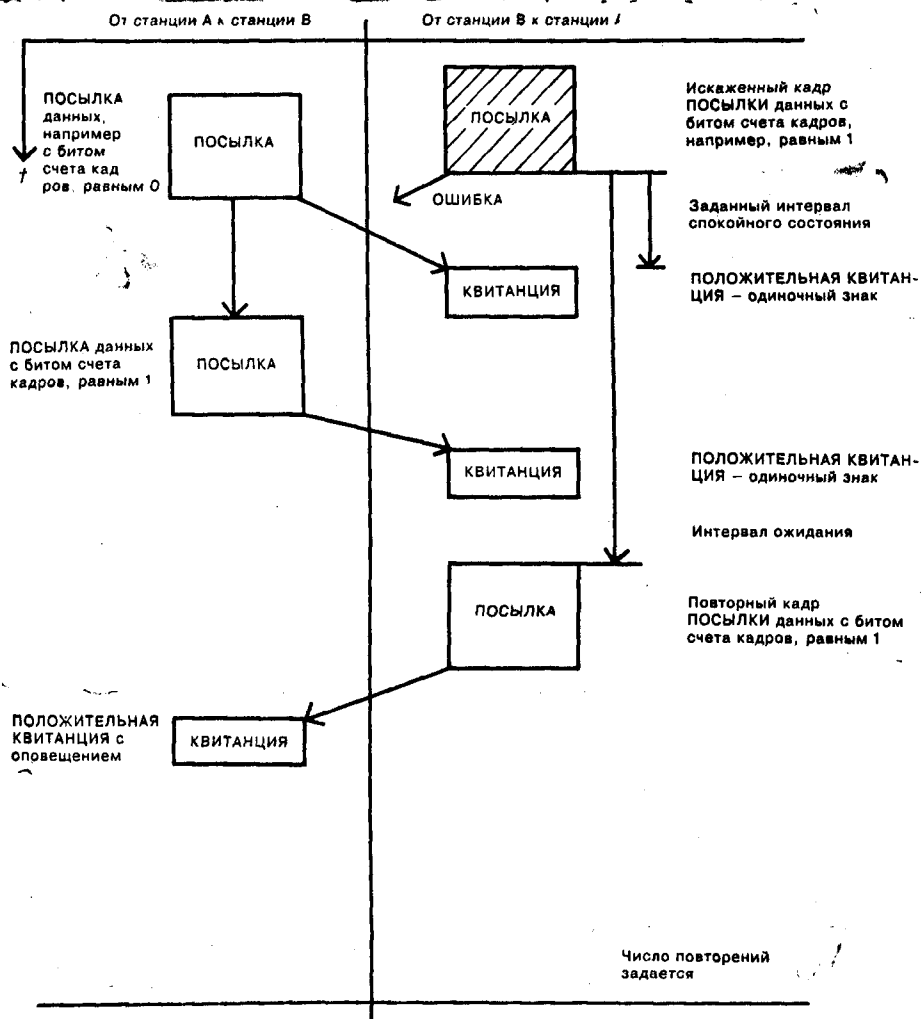 От станции А к станции В
От станции В к станции
ПОСЫЛКА
данных,
например
с битом
счета кад
ров, равным 0
t
ПОСЫЛКА
ПОСЫЛКА
Искаженный кадр
ПОСЫЛКИ данных с
битом счета кадров,
например, равным 1
ОШИБКА
Заданный интервал
спокойного состояния
КВИТАНЦИЯ
ПОЛОЖИТЕЛЬНАЯ КВИТАН-
ЦИЯ – одиночный знак
ПОСЫЛКА данных
с битом счета
кадров, равным 1
ПОСЫЛКА
КВИТАНЦИЯ
ПОЛОЖИТЕЛЬНАЯ КВИТАН-
ЦИЯ – одиночный знак
Интервал ожидания
ПОСЫЛКА
Повторный кадр
ПОСЫЛКИ данных с битом
счета кадров, равным 1
ПОЛОЖИТЕЛЬНАЯ
КВИТАНЦИЯ с
оповещением
КВИТАНЦИЯ
Число повторений
задается